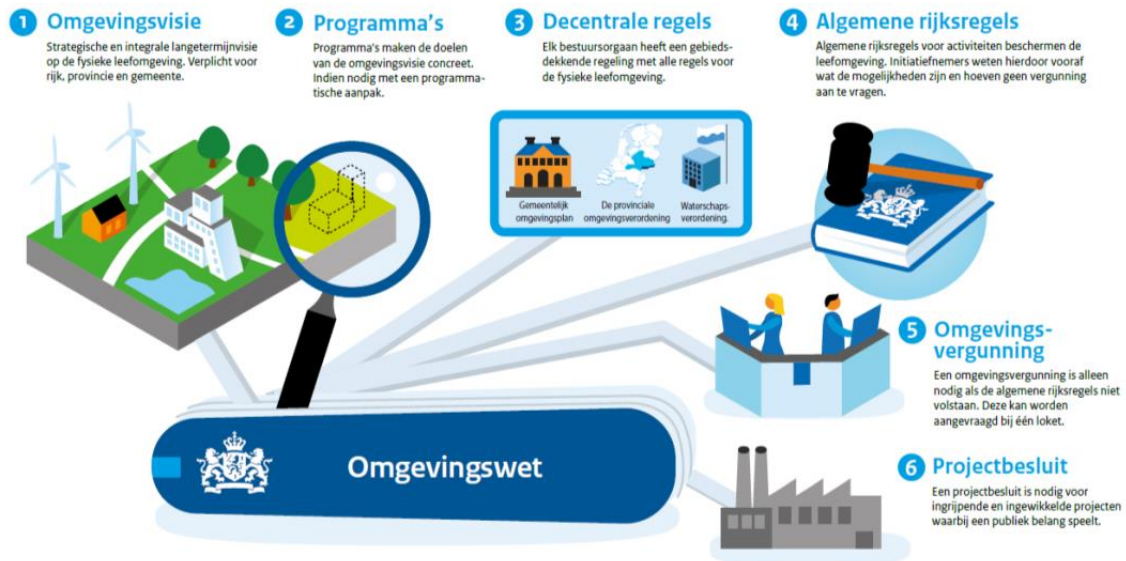 1 Omgevingsvisie
Strategische en integrale langetermijnvisie
op de fysieke leefomgeving. Verplicht voor
rijk, provincie en gemeente.
2 Programma's
Programma's maken de doelen
van de omgevingsvisie concreet.
Indien nodig met een programma-
tische aanpak.
3 Decentrale regels
Elk bestuursorgaan heeft een gebieds-
dekkende regeling met alle regels voor
de fysieke leefomgeving.
Gemeentelijk
omgevingsplan
De provinciale
omgevingsverordening
Waterschaps-
verordening.
4 Algemene rijksregels
Algemene rijksregels voor activiteiten beschermen de
leefomgeving. Initiatiefnemers weten hierdoor vooraf
wat de mogelijkheden zijn en hoeven geen vergunning
aan te vragen.
5 Omgevings-
vergunning
Een omgevingsvergunning is alleen
nodig als de algemene rijksregels niet
volstaan. Deze kan worden
aangevraagd bij één loket.
6 Projectbesluit
Een projectbesluit is nodig voor
ingrijpende en ingewikkelde projecten
waarbij een publiek belang speelt.
Omgevingswet